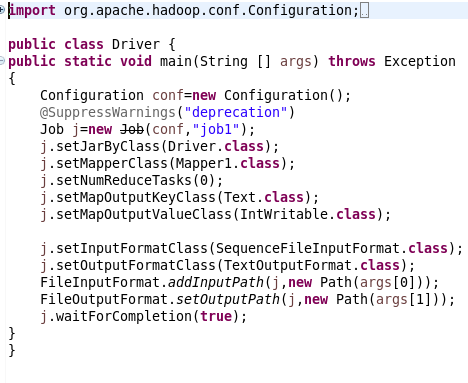 import org.apache.hadoop.conf.Configuration;
public class Driver {
public static void main(String [] args) throws Exception
{
Configuration conf=new Configuration();
@SuppressWarnings("deprecation")
Job j=new Job(conf,"job1");
j.setJarByClass(Driver.class);
j.setMapperClass(Mapper1.class);
j.setNumReduceTasks(0);
j.setMapOutputKeyClass(Text.class);
j.setMapOutputValueClass(IntWritable.class);
j.setInputFormatClass(SequenceFileInputFormat.class);
j.setOutputFormatClass(TextOutputFormat.class);
FileInputFormat.addInputPath(j,new Path(args[0]));
FileOutputFormat.setOutputPath(j,new Path(args[1]));
j.waitForCompletion(true);
}
}